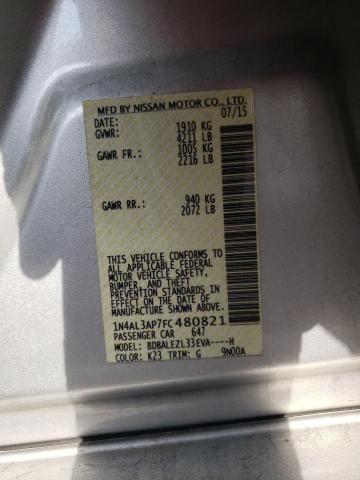 MFD BY NISSAN MOTOR CO., LTD.
DATE: 07/15
GVWR: 1910 KG
4211 LB
GAWR FR.: 1005 KG
2216 LB
GAWR RR.: 940 KG
2072 LB
THIS VEHICLE CONFORMS TO
ALL APPLICABLE FEDERAL
MOTOR VEHICLE SAFETY,
BUMPER, AND THEFT
PREVENTION STANDARDS IN
EFFECT ON THE DATE OF
MANUFACTURE SHOWN ABOVE.
1N4AL3AP7FC480821
PASSENGER CAR 647
MODEL: BDBALEZL33EVA----H
COLOR: K23 TRIM: G 9N00A